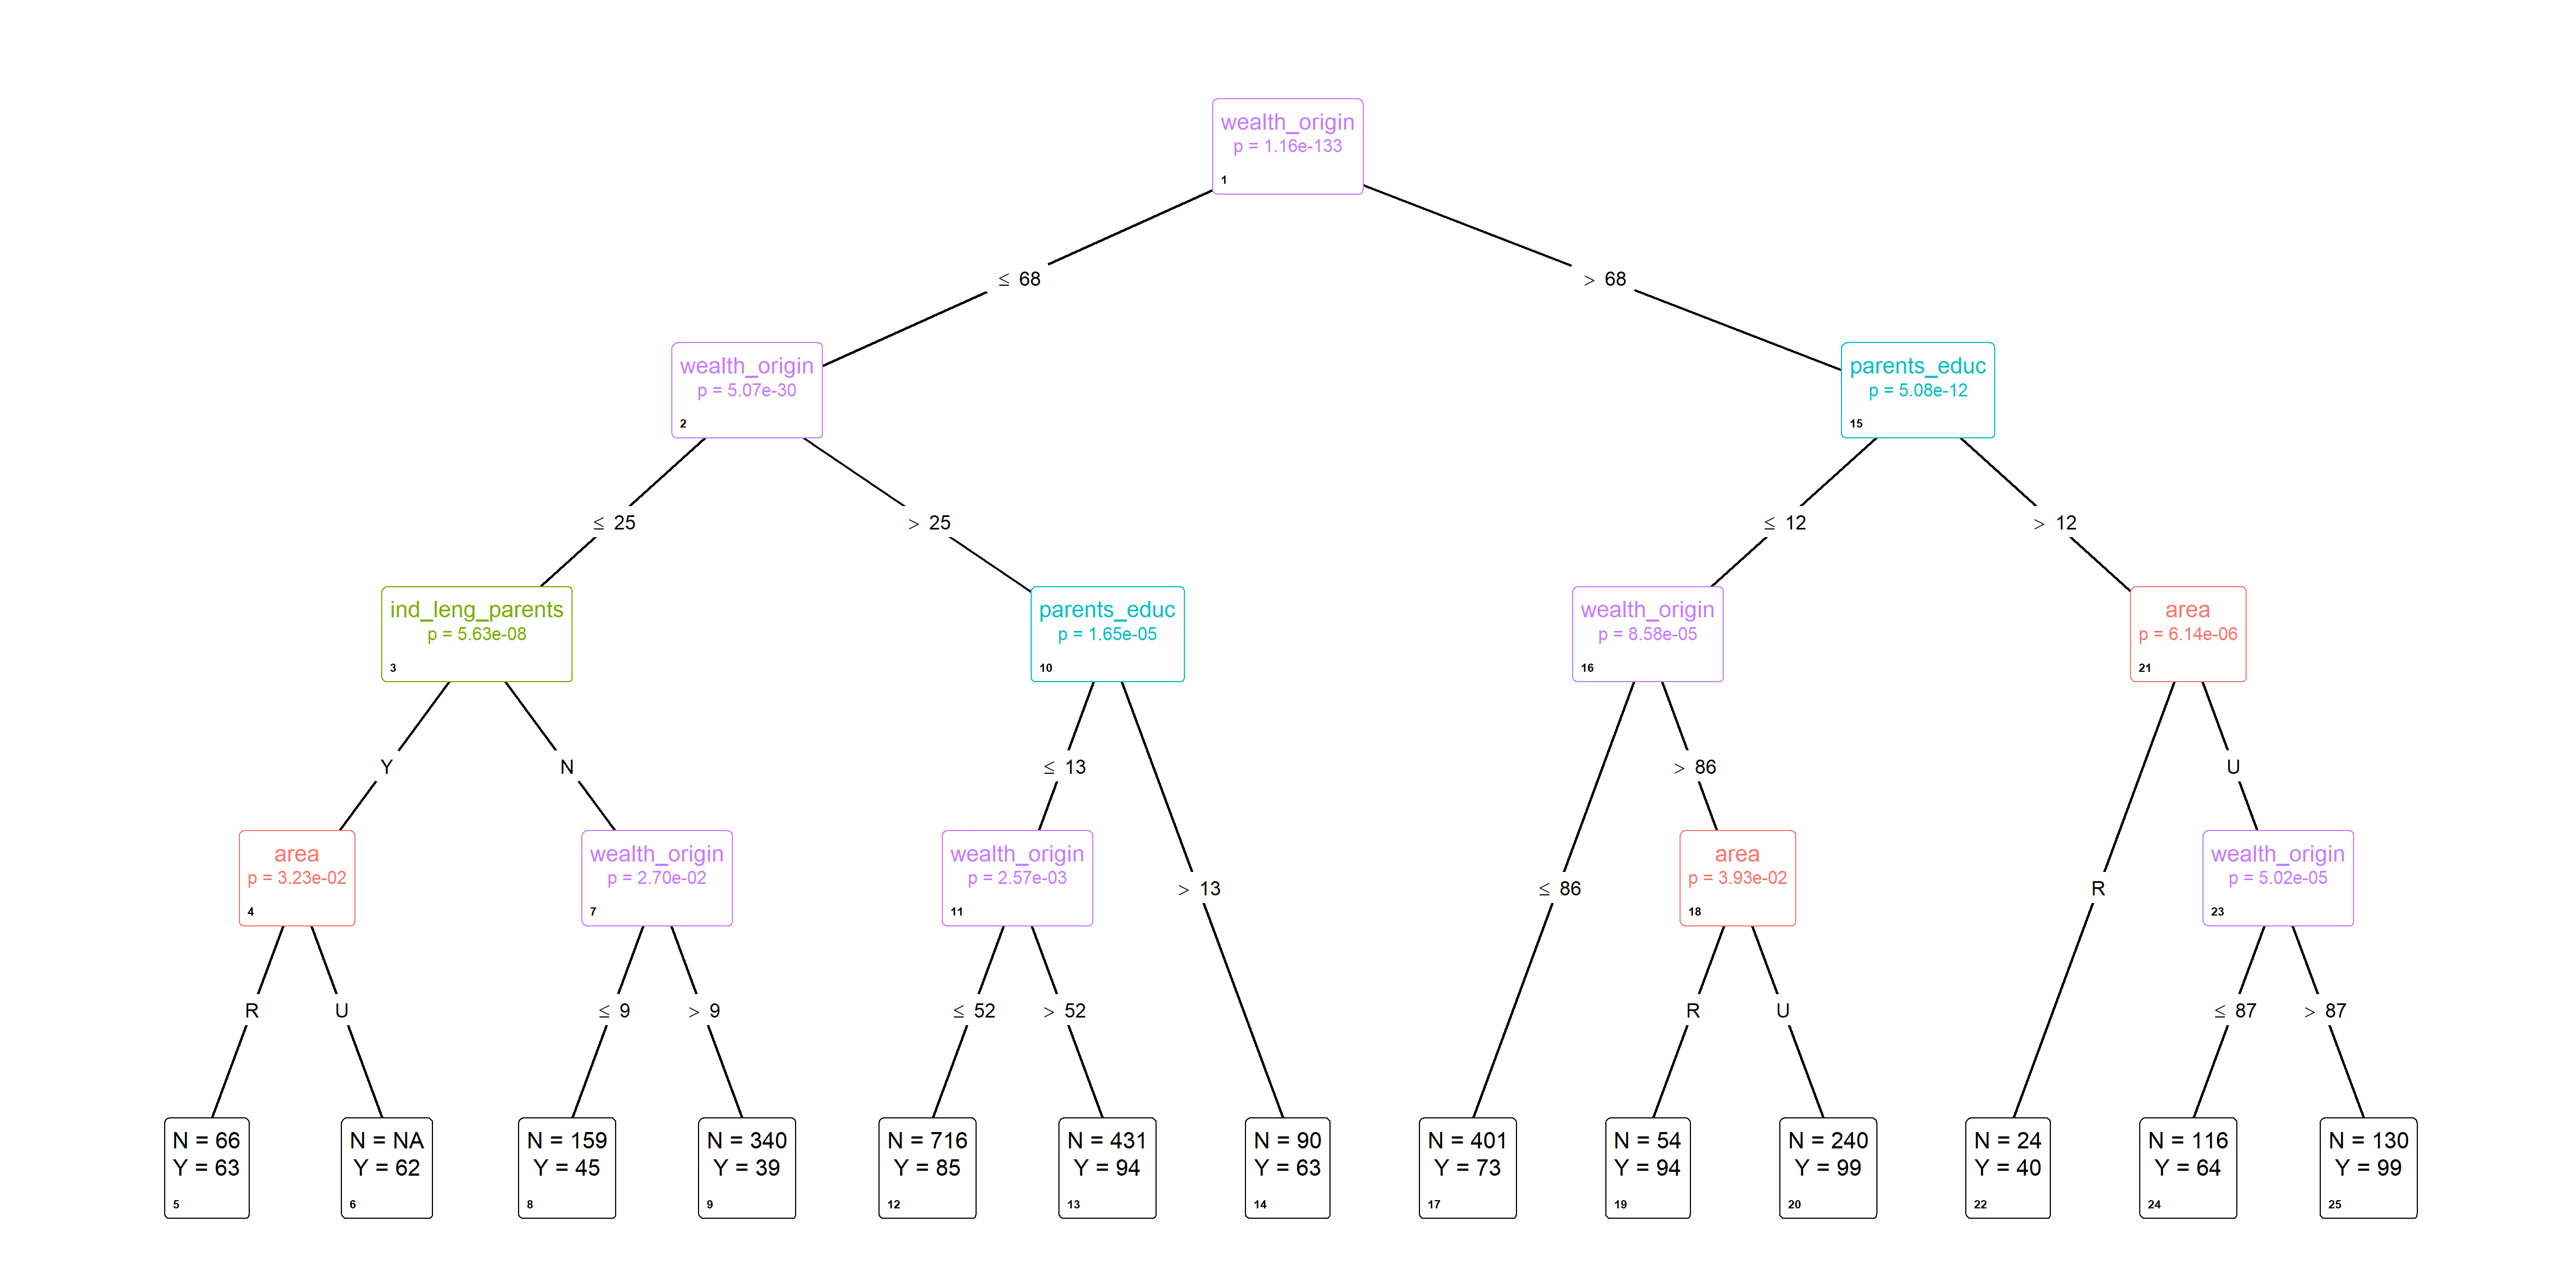 wealth_origin
p = 1.16e-133
1
≤ 68
> 68
wealth_origin
p = 5.07e-30
2
parents_educ
p = 5.08e-12
15
≤ 25
> 25
≤ 12
> 12
ind_leng_parents
p = 5.63e-08
3
parents_educ
p = 1.65e-05
10
wealth_origin
p = 8.58e-05
16
area
p = 6.14e-06
21
Y
N
≤ 13
> 13
≤ 86
> 86
R
U
area
p = 3.23e-02
4
wealth_origin
p = 2.70e-02
7
wealth_origin
p = 2.57e-03
11
area
p = 3.93e-02
18
wealth_origin
p = 5.02e-05
23
R
U
≤ 9
> 9
≤ 52
> 52
R
U
≤ 87
> 87
N = 66
Y = 63
5
N = NA
Y = 62
6
N = 159
Y = 45
8
N = 340
Y = 39
9
N = 716
Y = 85
12
N = 431
Y = 94
13
N = 90
Y = 63
14
N = 401
Y = 73
17
N = 54
Y = 94
19
N = 240
Y = 99
20
N = 24
Y = 40
22
N = 116
Y = 64
24
N = 130
Y = 99
25